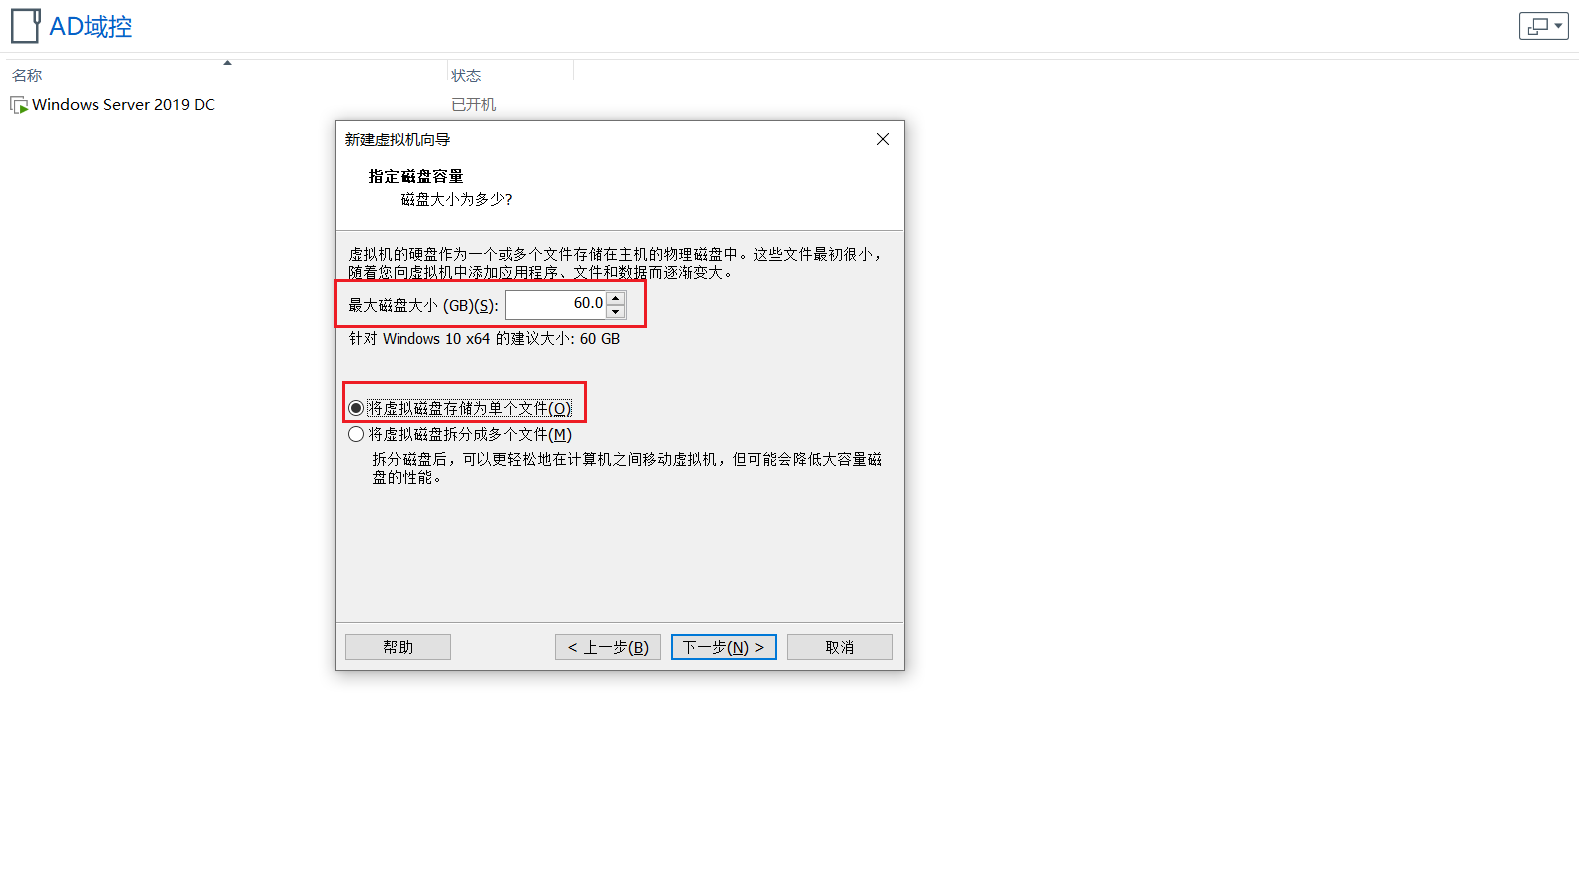 AD域控
名称
状态
Windows Server 2019 DC
已开机
新建虚拟机向导
指定磁盘容量
磁盘大小为多少?
虚拟机的硬盘作为一个或多个文件存储在主机的物理磁盘中。这些文件最初很小，
随着您向虚拟机中添加应用程序、文件和数据而逐渐变大。
最大磁盘大小 (GB)(S): 60.0
针对 Windows 10 x64 的建议大小: 60 GB
将虚拟磁盘存储为单个文件(O)
将虚拟磁盘拆分成多个文件(M)
拆分磁盘后，可以更轻松地在计算机之间移动虚拟机，但可能会降低大容量磁
盘的性能。
帮助
< 上一步(B)
下一步(N) >
取消